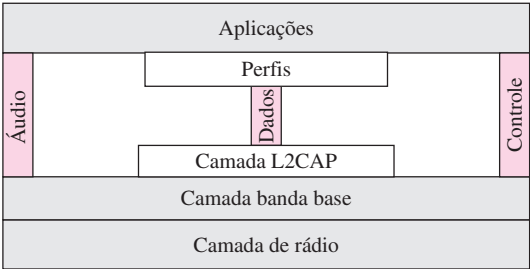 Aplicações
Perfis
Áudio
Dados
Controle
Camada L2CAP
Camada banda base
Camada de rádio